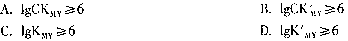 A. lgCK_MY ≥6
B. lgCK′_MY ≥6
C. lgK_MY ≥6
D. lgK′_MY ≥6